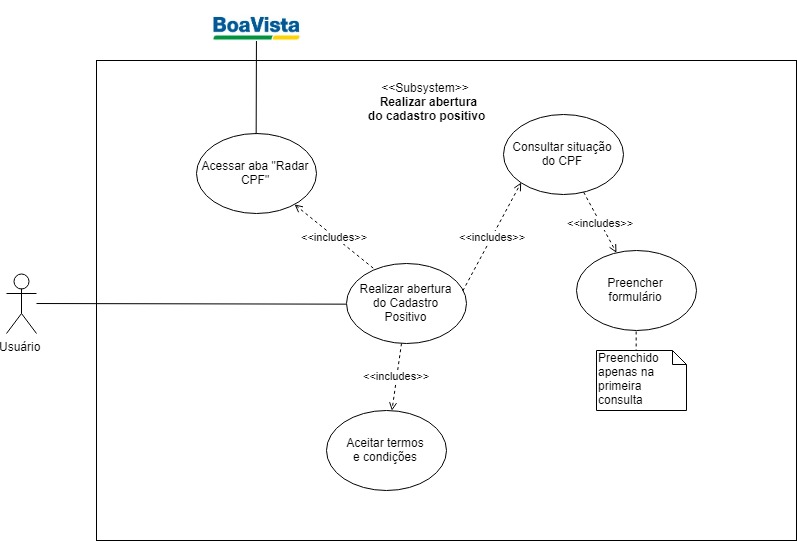 BoaVista
<<Subsystem>>
Realizar abertura
do cadastro positivo
Acessar aba "Radar
CPF"
Consultar situação
do CPF
<<includes>>
<<includes>>
<<includes>>
Realizar abertura
do Cadastro
Positivo
Preencher
formulário
Usuário
Preenchido
apenas na
primeira
consulta
<<includes>>
Aceitar termos
e condições